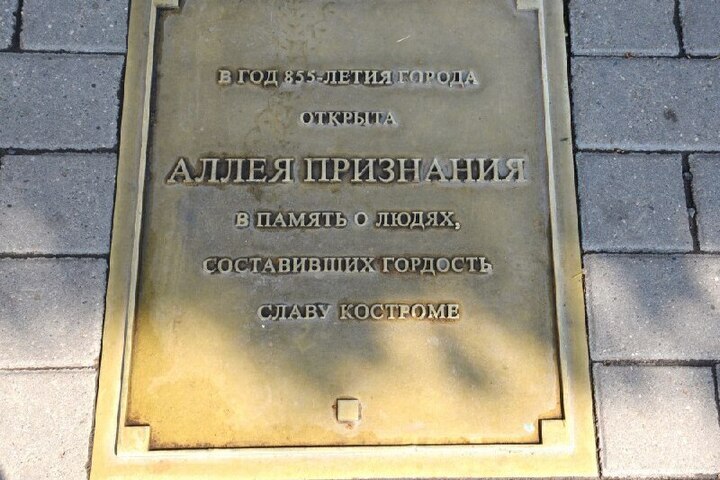 В ГОД 855-ЛЕТИЯ ГОРОДА
ОТКРЫТА
АЛЛЕЯ ПРИЗНАНИЯ
В ПАМЯТЬ О ЛЮДЯХ,
СОСТАВИВШИХ ГОРДОСТЬ
СЛАВУ КОСТРОМЕ